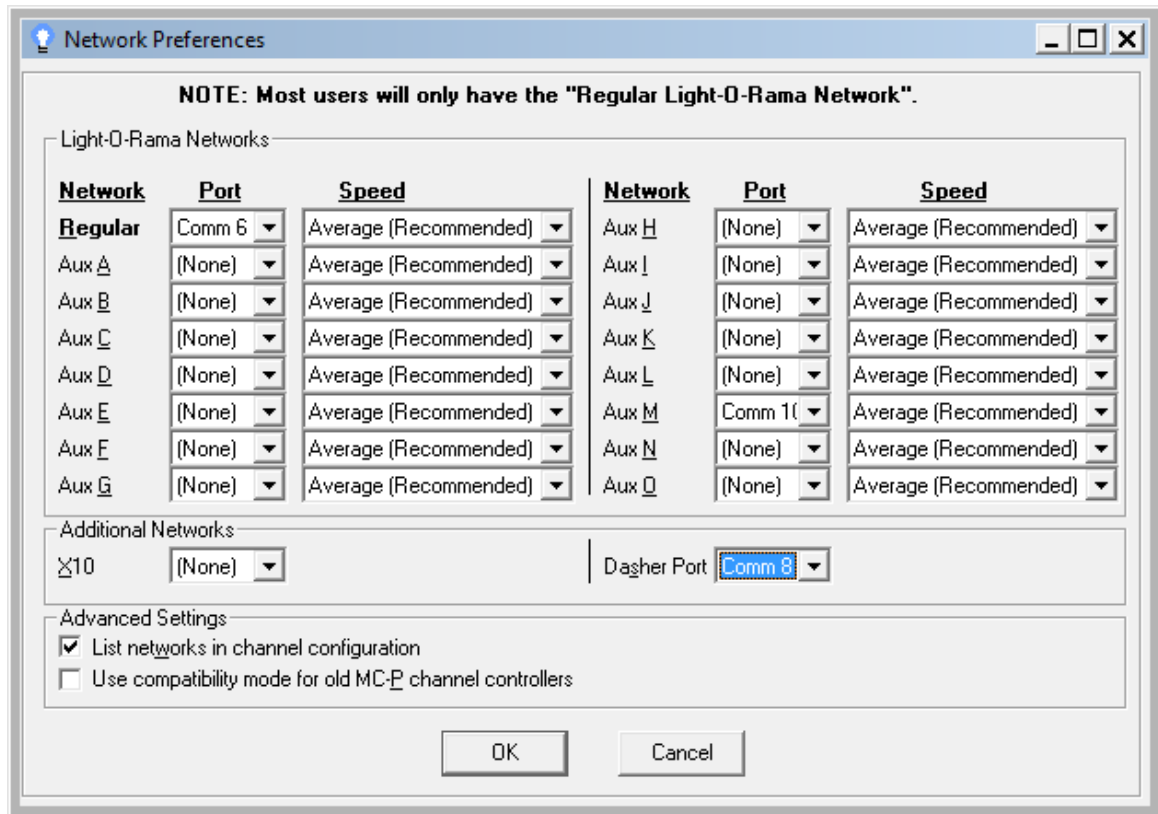 Network Preferences
NOTE: Most users will only have the "Regular Light-O-Rama Network".
Light-O-Rama Networks
Network Port Speed Network Port Speed
Regular Comm 6 Average (Recommended) Aux H (None) Average (Recommended)
Aux A (None) Average (Recommended) Aux I (None) Average (Recommended)
Aux B (None) Average (Recommended) Aux J (None) Average (Recommended)
Aux C (None) Average (Recommended) Aux K (None) Average (Recommended)
Aux D (None) Average (Recommended) Aux L (None) Average (Recommended)
Aux E (None) Average (Recommended) Aux M Comm 10 Average (Recommended)
Aux F (None) Average (Recommended) Aux N (None) Average (Recommended)
Aux G (None) Average (Recommended) Aux O (None) Average (Recommended)
Additional Networks
X10 (None) Dasher Port Comm 8
Advanced Settings
List networks in channel configuration
Use compatibility mode for old MC-P channel controllers
OK Cancel